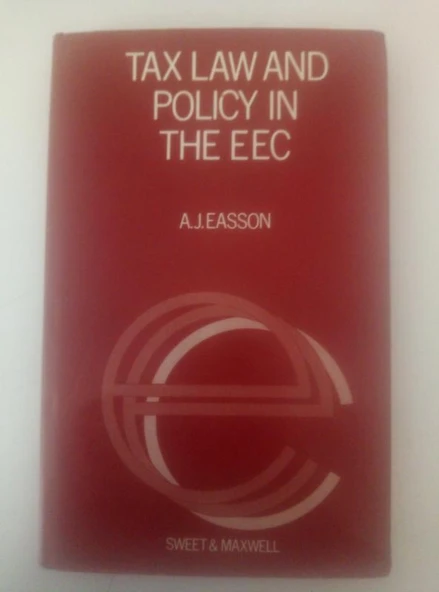 TAX LAW AND
POLICY IN
THE EEC
A.J.EASSON
SWEET & MAXWELL